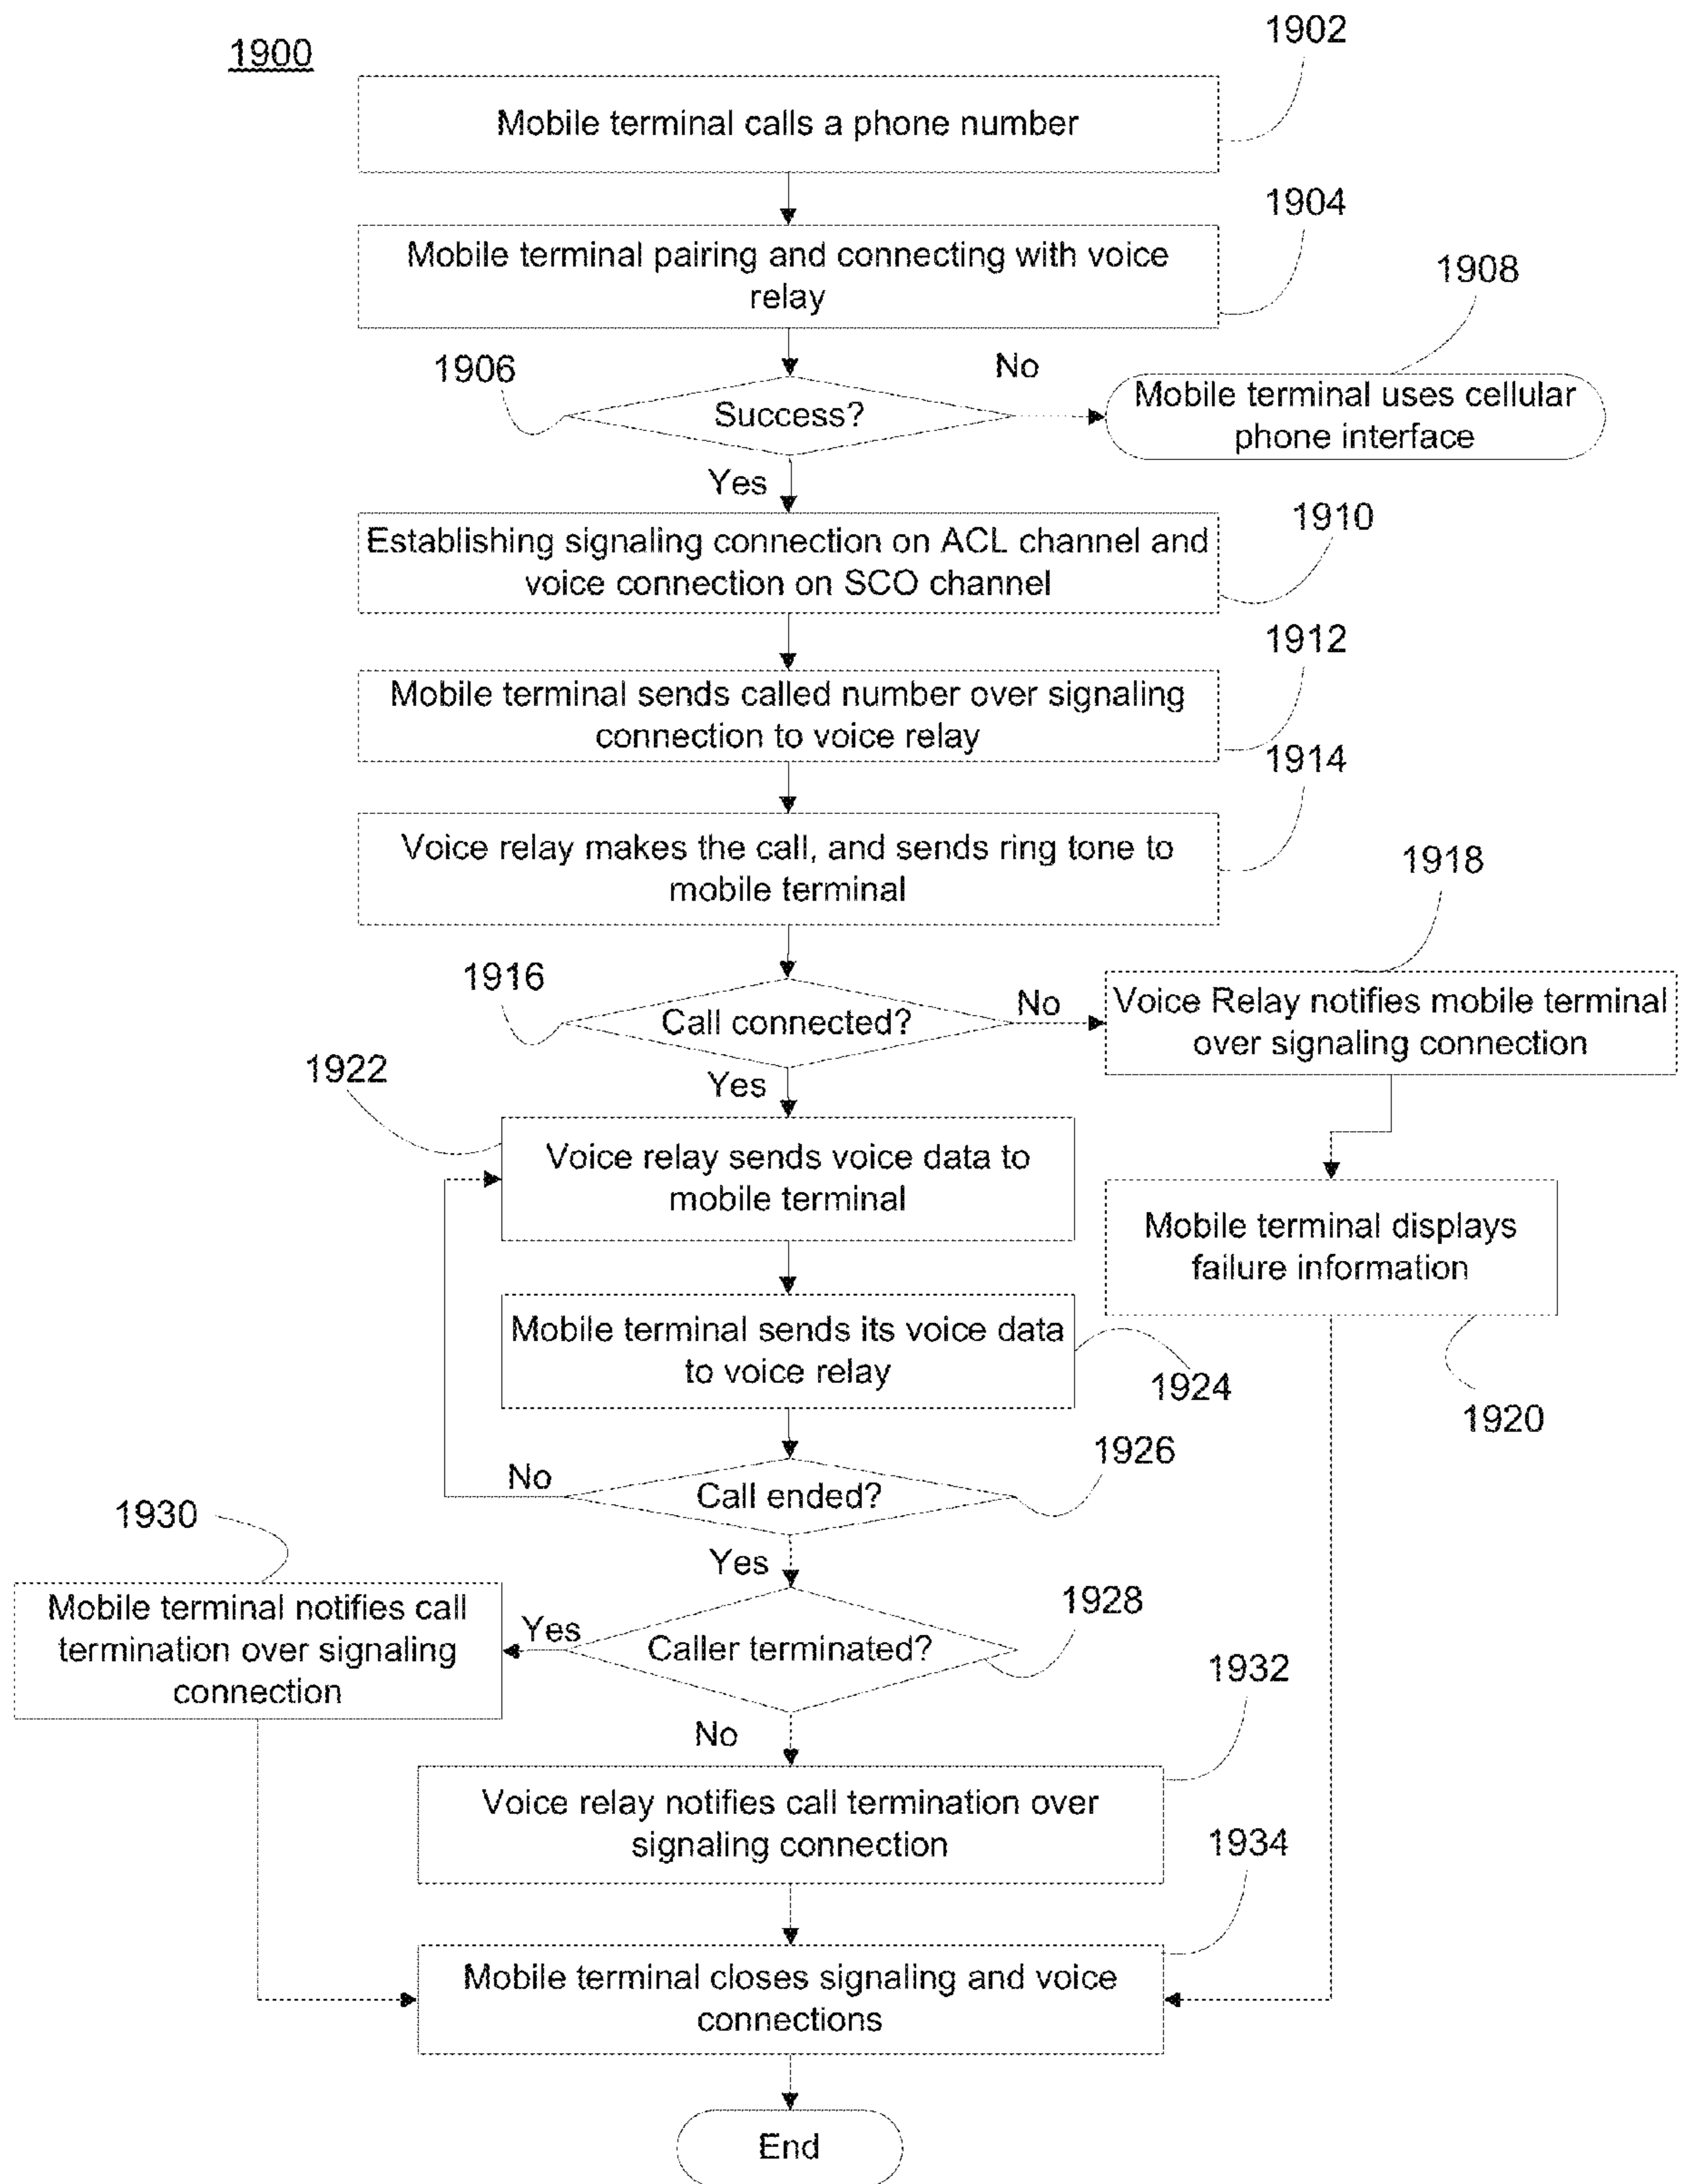 1900
1902
Mobile terminal calls a phone number
1904
Mobile terminal pairing and connecting with voice
relay
1908
1906
No
Success?
Mobile terminal uses cellular
phone interface
Yes
1910
Establishing signaling connection on ACL channel and
voice connection on SCO channel
1912
Mobile terminal sends called number over signaling
connection to voice relay
1914
Voice relay makes the call, and sends ring tone to
mobile terminal
1918
1916
No
Call connected?
Voice Relay notifies mobile terminal
over signaling connection
1922
Yes
Voice relay sends voice data to
mobile terminal
Mobile terminal displays
failure information
Mobile terminal sends its voice data
to voice relay
1924
1920
1926
No
Call ended?
1930
Yes
1928
Mobile terminal notifies call
termination over signaling
connection
Yes
Caller terminated?
1932
No
Voice relay notifies call termination over
signaling connection
1934
Mobile terminal closes signaling and voice
connections
End